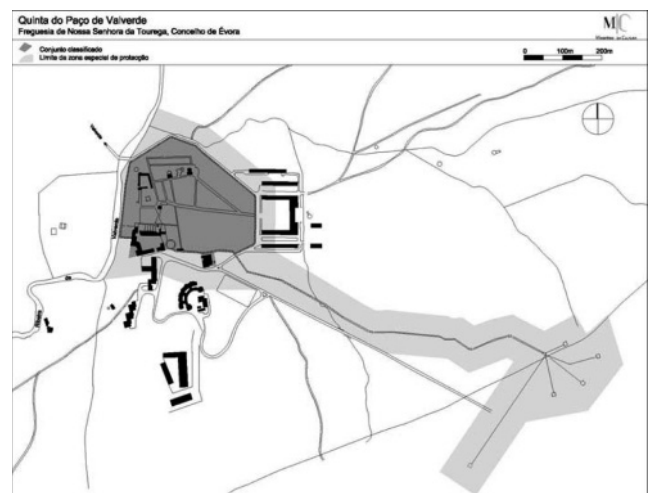 Quinta do Paço de Valverde
Freguesia de Nossa Senhora da Tourega, Concelho de Évora
M|C
Conjunto classificado
Limite da zona especial de protecção
0 100m 200m